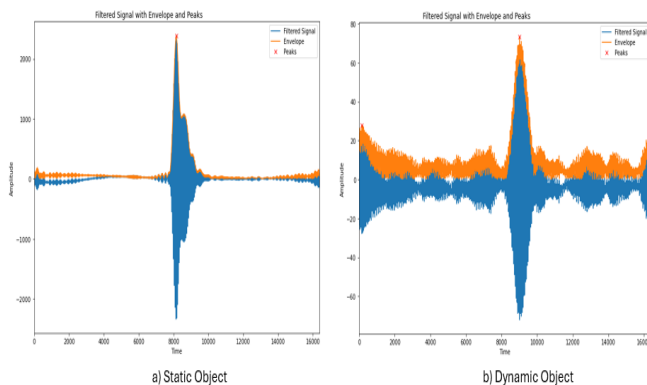 Filtered Signal with Envelope and Peaks
Filtered Signal
Envelope
Peaks
2000
1000
0
−1000
−2000
Amplitude
0 2000 4000 6000 8000 10000 12000 14000 16000
Time
a) Static Object
Filtered Signal with Envelope and Peaks
Filtered Signal
Envelope
Peaks
80
60
40
20
0
−20
−40
−60
Amplitude
0 2000 4000 6000 8000 10000 12000 14000 16000
Time
b) Dynamic Object